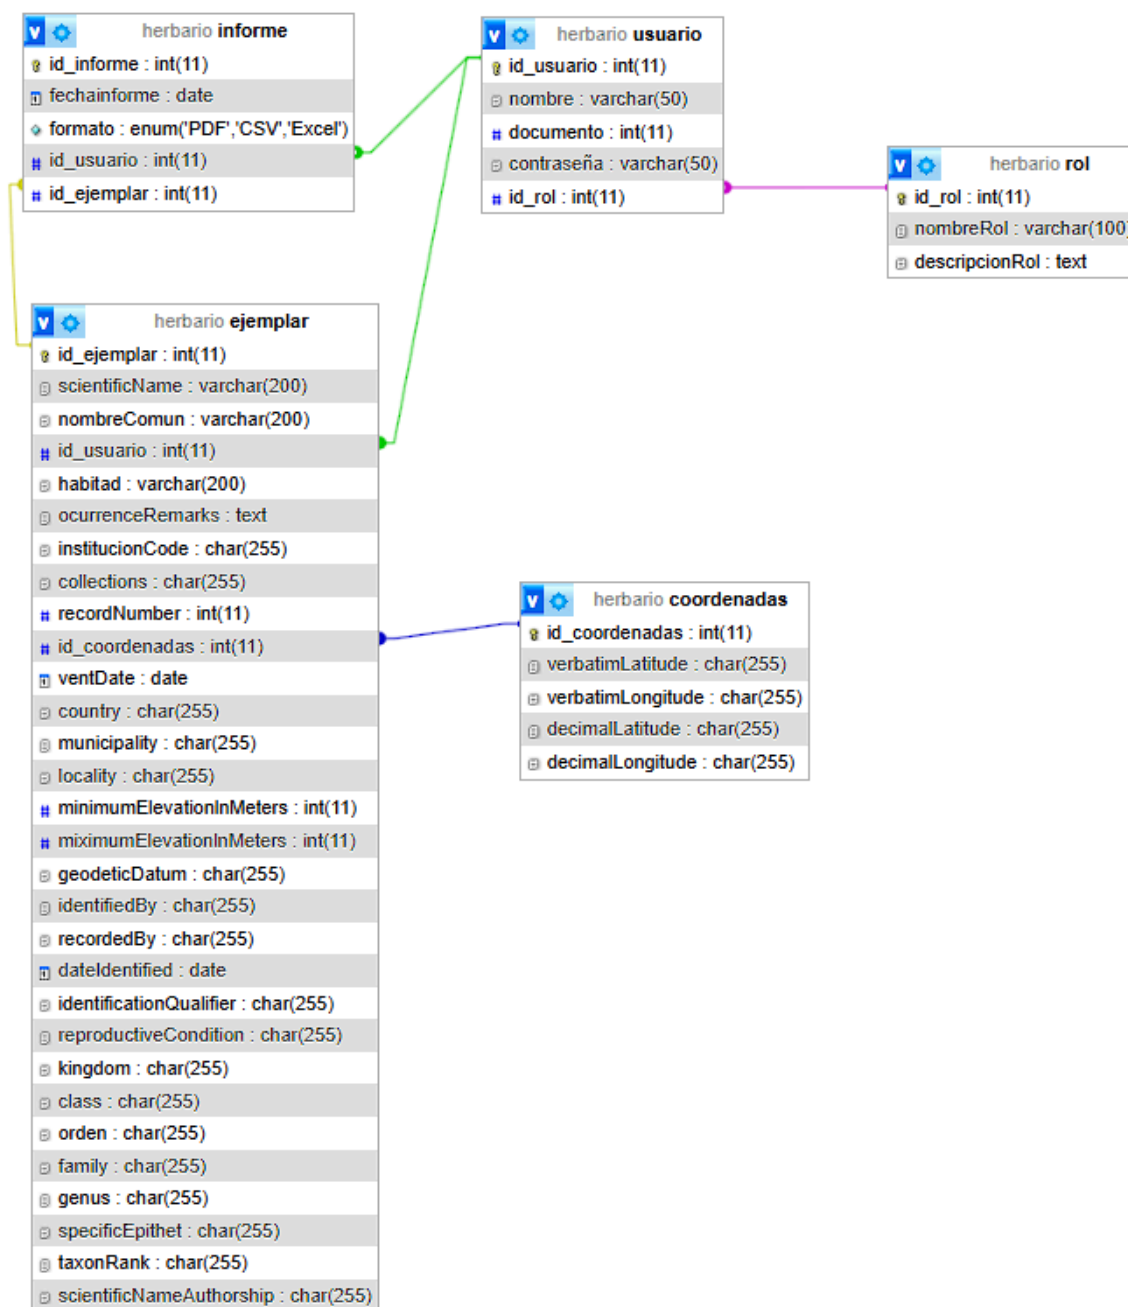 herbario informe
id_informe : int(11)
fechainforme : date
formato : enum('PDF','CSV','Excel')
id_usuario : int(11)
id_ejemplar : int(11)
herbario usuario
id_usuario : int(11)
nombre : varchar(50)
documento : int(11)
contraseña : varchar(50)
id_rol : int(11)
herbario rol
id_rol : int(11)
nombreRol : varchar(100)
descripcionRol : text
herbario ejemplar
id_ejemplar : int(11)
scientificName : varchar(200)
nombreComun : varchar(200)
id_usuario : int(11)
habitad : varchar(200)
ocurrenceRemarks : text
institucionCode : char(255)
collections : char(255)
recordNumber : int(11)
id_coordenadas : int(11)
ventDate : date
country : char(255)
municipality : char(255)
locality : char(255)
minimumElevationInMeters : int(11)
miximumElevationInMeters : int(11)
geodeticDatum : char(255)
identifiedBy : char(255)
recordedBy : char(255)
dateIdentified : date
identificationQualifier : char(255)
reproductiveCondition : char(255)
kingdom : char(255)
class : char(255)
orden : char(255)
family : char(255)
genus : char(255)
specificEpithet : char(255)
taxonRank : char(255)
scientificNameAuthorship : char(255)
herbario coordenadas
id_coordenadas : int(11)
verbatimLatitude : char(255)
verbatimLongitude : char(255)
decimalLatitude : char(255)
decimalLongitude : char(255)